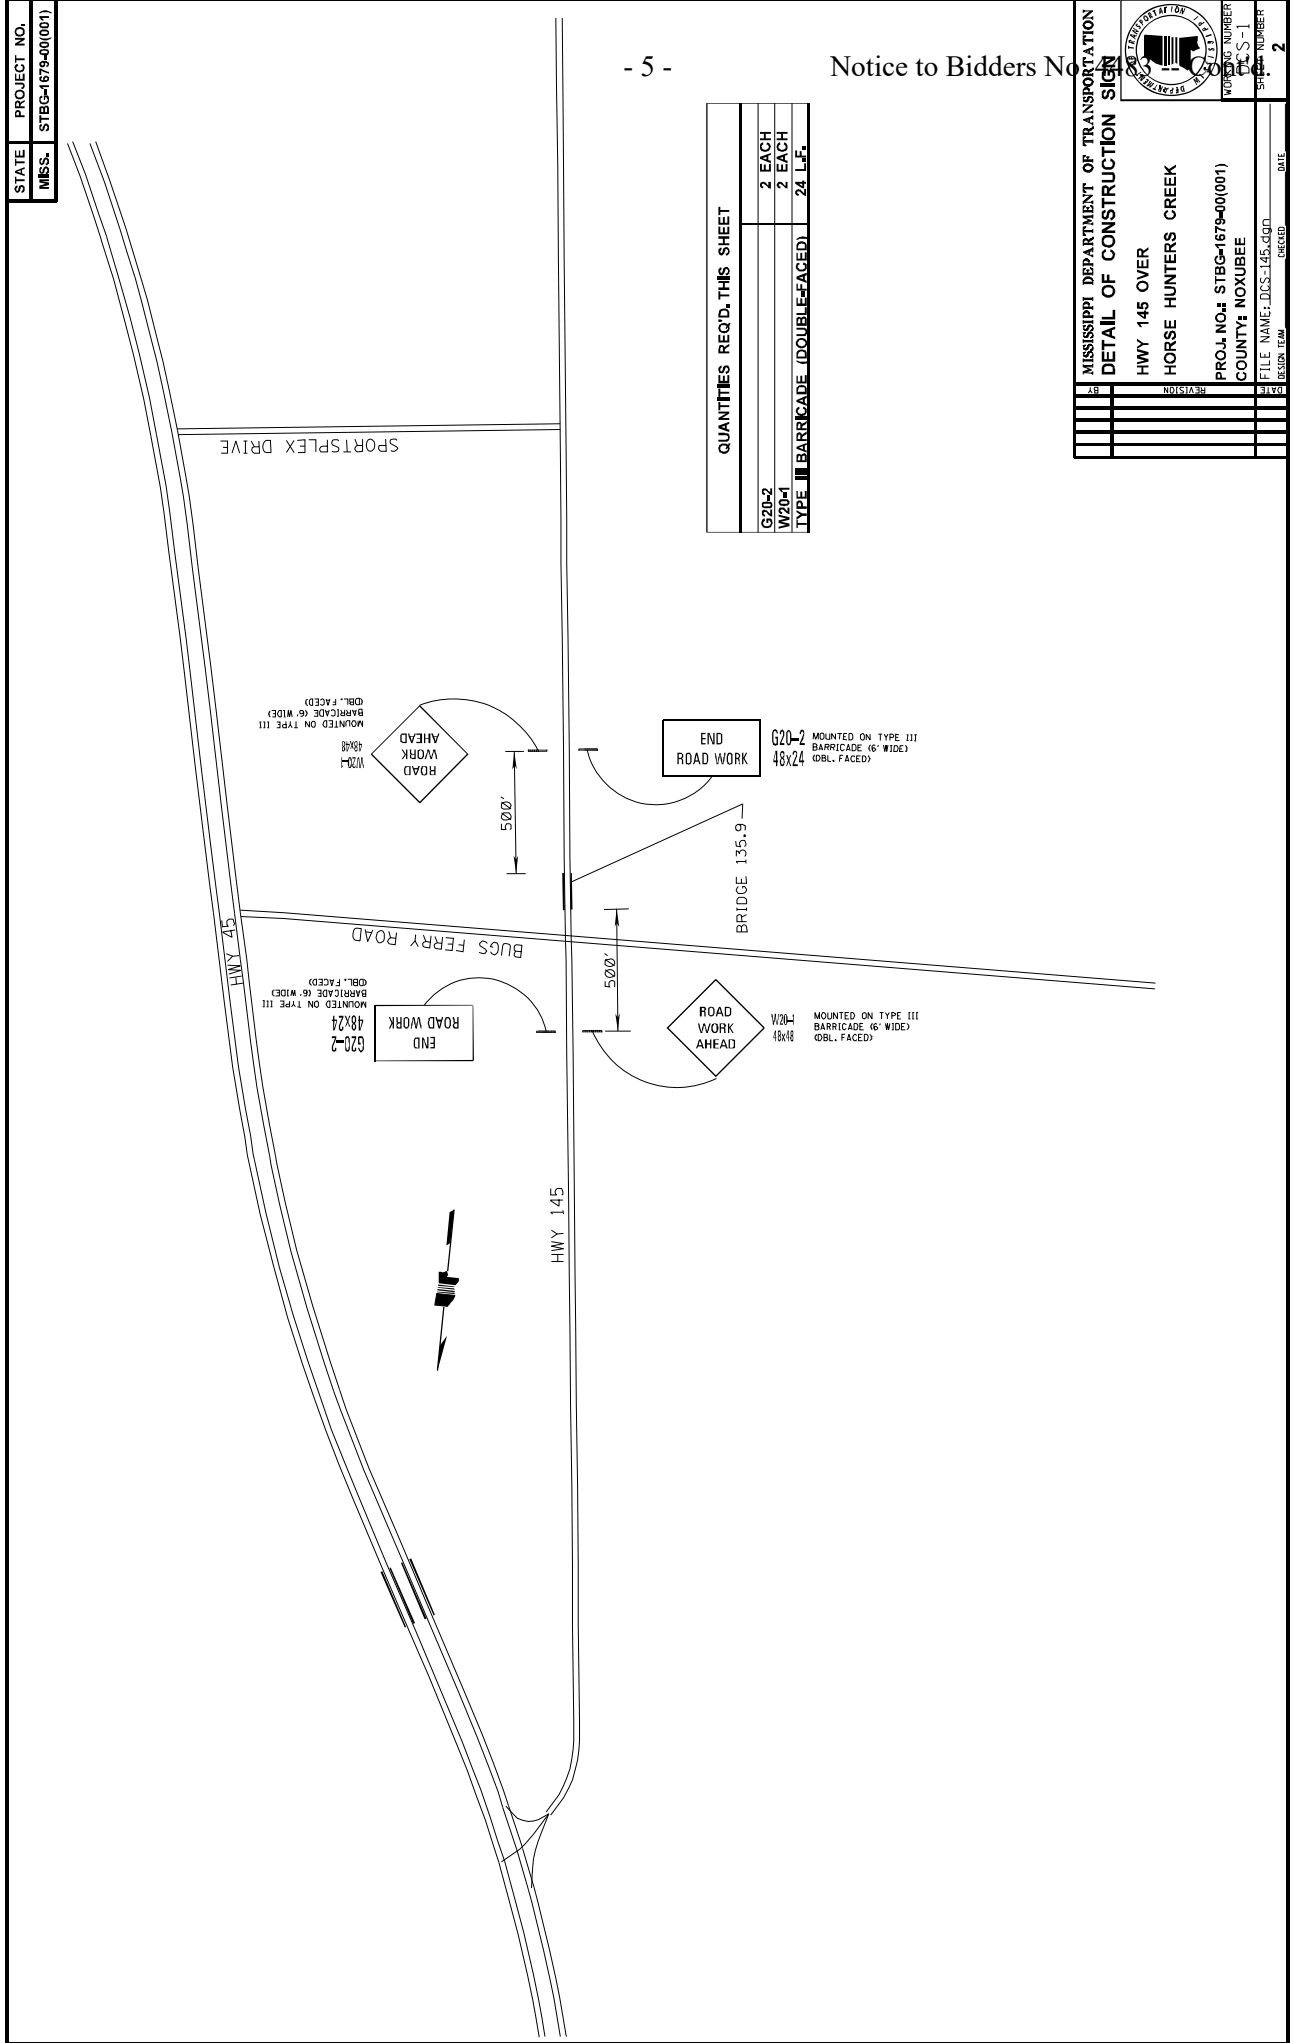 - 5 -
Notice to Bidders No. 4483 -- Cont'd.
STATE
PROJECT NO.
MISS.
STBG-1679-00(001)
QUANTITIES REQ'D. THIS SHEET
G20-2 2 EACH
W20-1 2 EACH
TYPE III BARRICADE (DOUBLE-FACED) 24 L.F.
SPORTSPLEX DRIVE
ROAD
WORK
AHEAD
W20-1
48x48
MOUNTED ON TYPE III
BARRICADE (6' WIDE)
(DBL. FACED)
END
ROAD WORK
G20-2
48x24
MOUNTED ON TYPE III
BARRICADE (6' WIDE)
(DBL. FACED)
500'
BRIDGE 135.9
HWY 45
BUGS FERRY ROAD
500'
END
ROAD WORK
G20-2
48x24
MOUNTED ON TYPE III
BARRICADE (6' WIDE)
(DBL. FACED)
ROAD
WORK
AHEAD
W20-1
48x48
MOUNTED ON TYPE III
BARRICADE (6' WIDE)
(DBL. FACED)
HWY 145
MISSISSIPPI DEPARTMENT OF TRANSPORTATION
DETAIL OF CONSTRUCTION SIGN
HWY 145 OVER
HORSE HUNTERS CREEK
PROJ. NO.: STBG-1679-00(001)
COUNTY: NOXUBEE
FILE NAME: DCS-145.dgn
DESIGN TEAM CHECKED DATE
WORKING NUMBER
DCS-1
SHEET NUMBER
2
MISSISSIPPI DEPARTMENT OF TRANSPORTATION
DATE
REVISION
BY